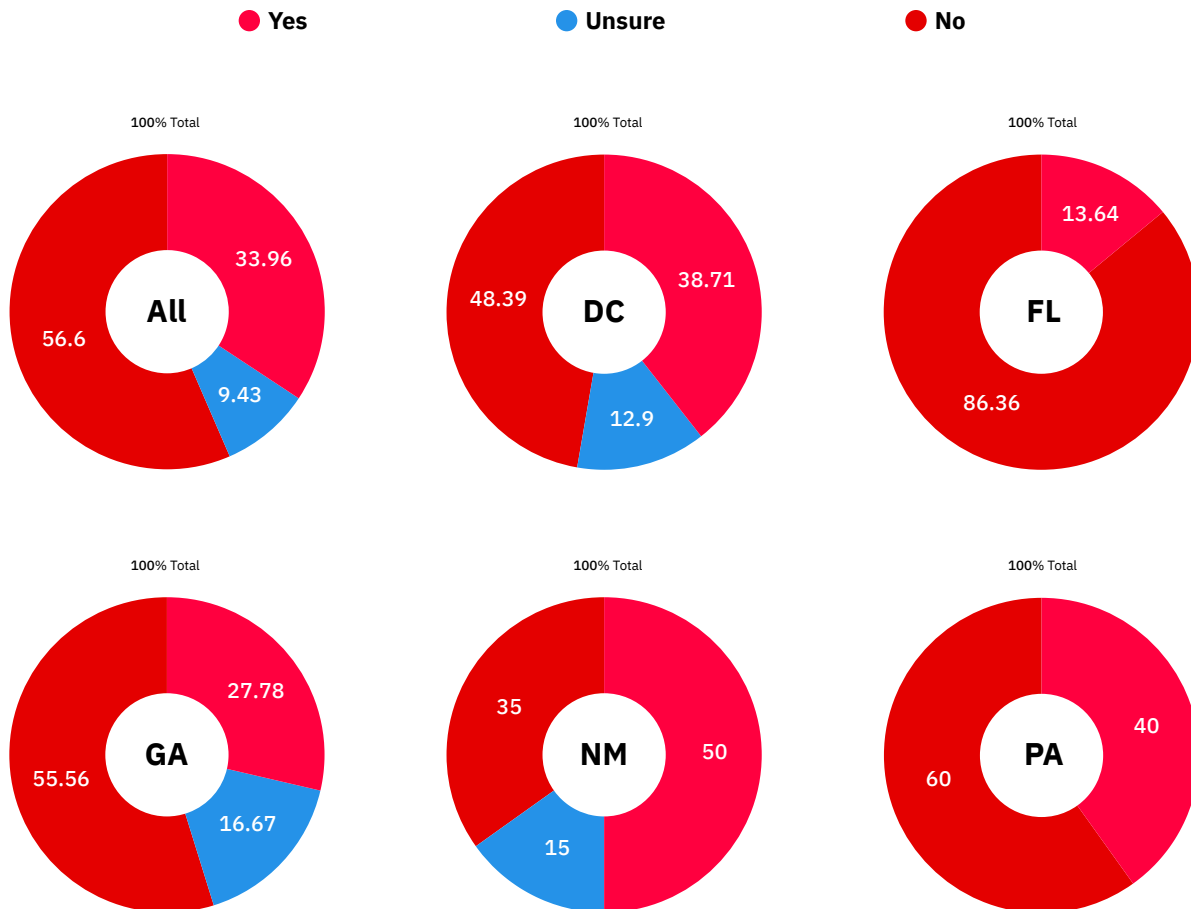 Yes Unsure No
100% Total 100% Total 100% Total
33.96
9.43
56.6
All
38.71
12.9
48.39
DC
13.64
86.36
FL
100% Total 100% Total 100% Total
27.78
16.67
55.56
GA
50
15
35
NM
40
60
PA